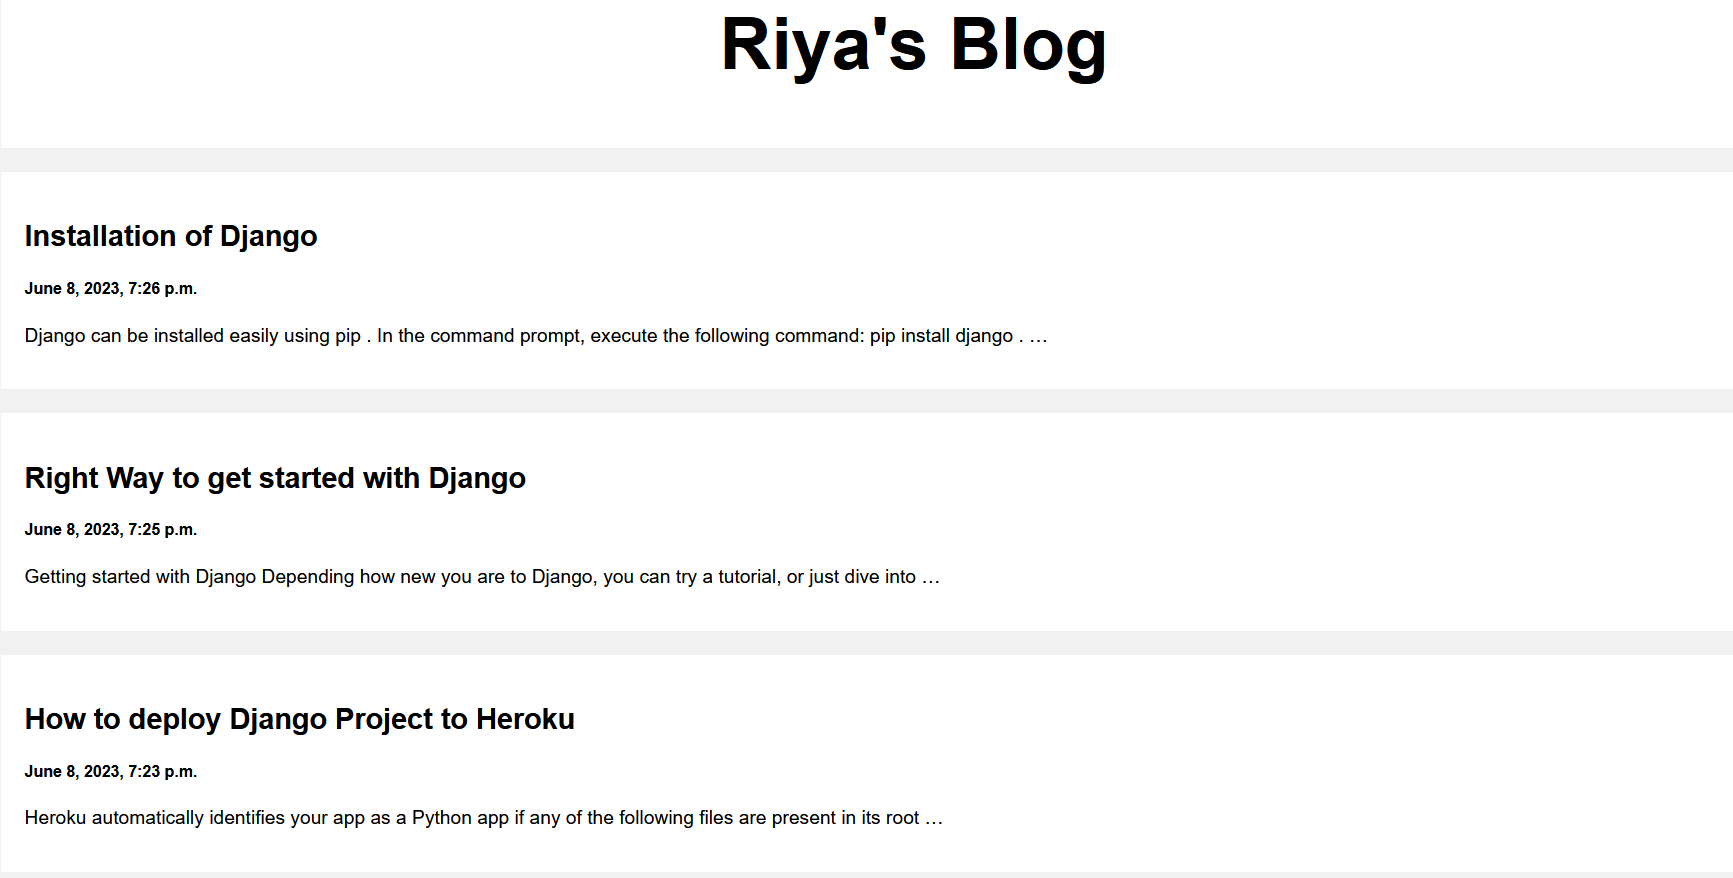 Riya's Blog
Installation of Django
June 8, 2023, 7:26 p.m.
Django can be installed easily using pip . In the command prompt, execute the following command: pip install django . …
Right Way to get started with Django
June 8, 2023, 7:25 p.m.
Getting started with Django Depending how new you are to Django, you can try a tutorial, or just dive into …
How to deploy Django Project to Heroku
June 8, 2023, 7:23 p.m.
Heroku automatically identifies your app as a Python app if any of the following files are present in its root …